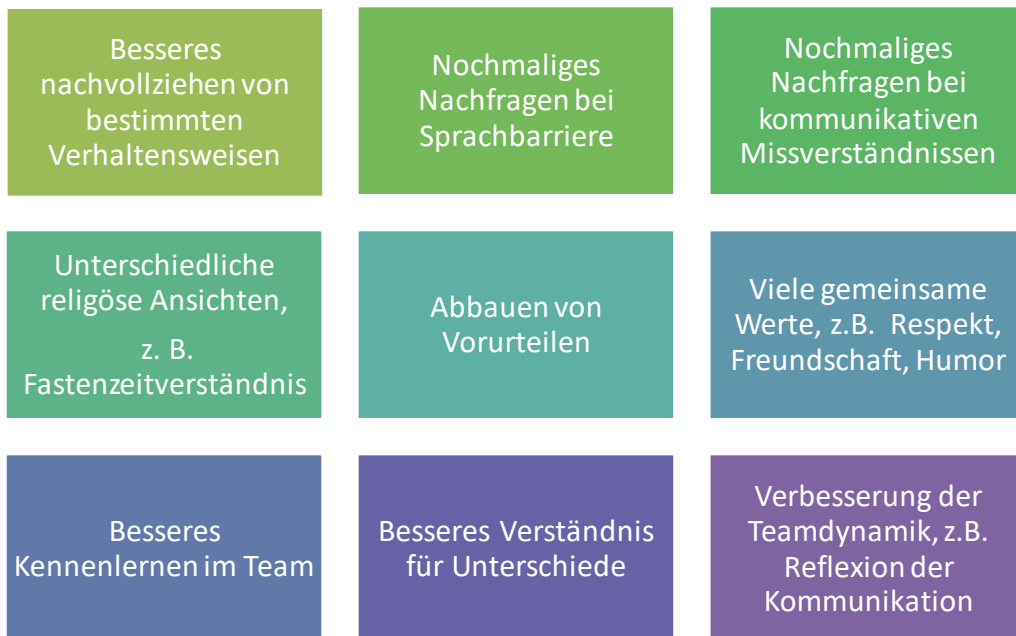 Besseres
nachvollziehen von
bestimmten
Verhaltensweisen
Nochmaliges
Nachfragen bei
Sprachbarriere
Nochmaliges
Nachfragen bei
kommunikativen
Missverständnissen
Unterschiedliche
religöse Ansichten,
z. B.
Fastenzeitverständnis
Abbauen von
Vorurteilen
Viele gemeinsame
Werte, z.B. Respekt,
Freundschaft, Humor
Besseres
Kennenlernen im Team
Besseres Verständnis
für Unterschiede
Verbesserung der
Teamdynamik, z.B.
Reflexion der
Kommunikation